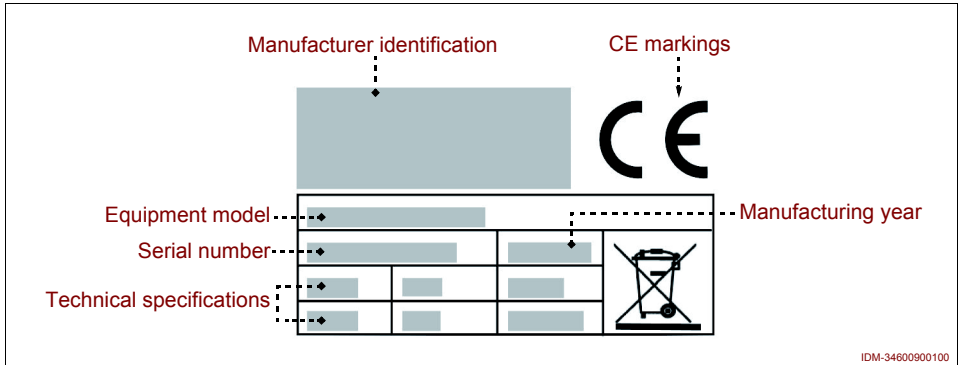 Manufacturer identification
CE markings
CE
Equipment model
Manufacturing year
Serial number
Technical specifications
IDM-34600900100